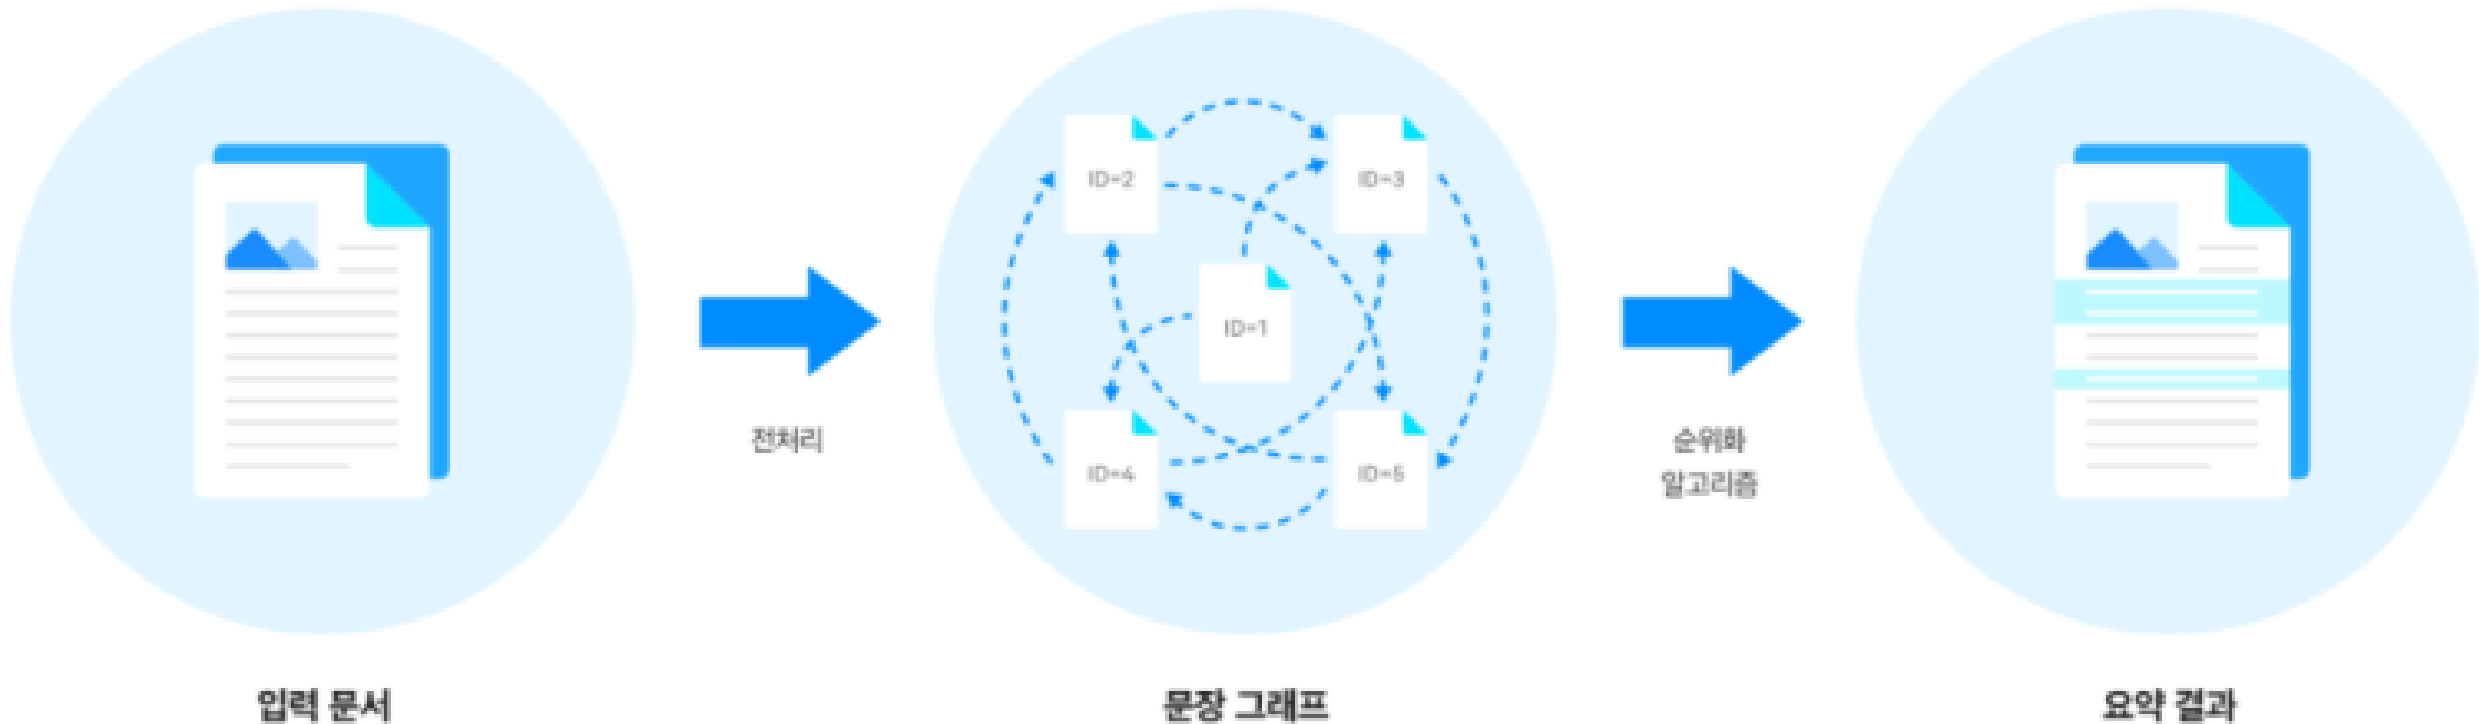 ID=2
ID=3
ID=1
ID=4
ID=5
전처리
순위화
알고리즘
입력 문서
문장 그래프
요약 결과